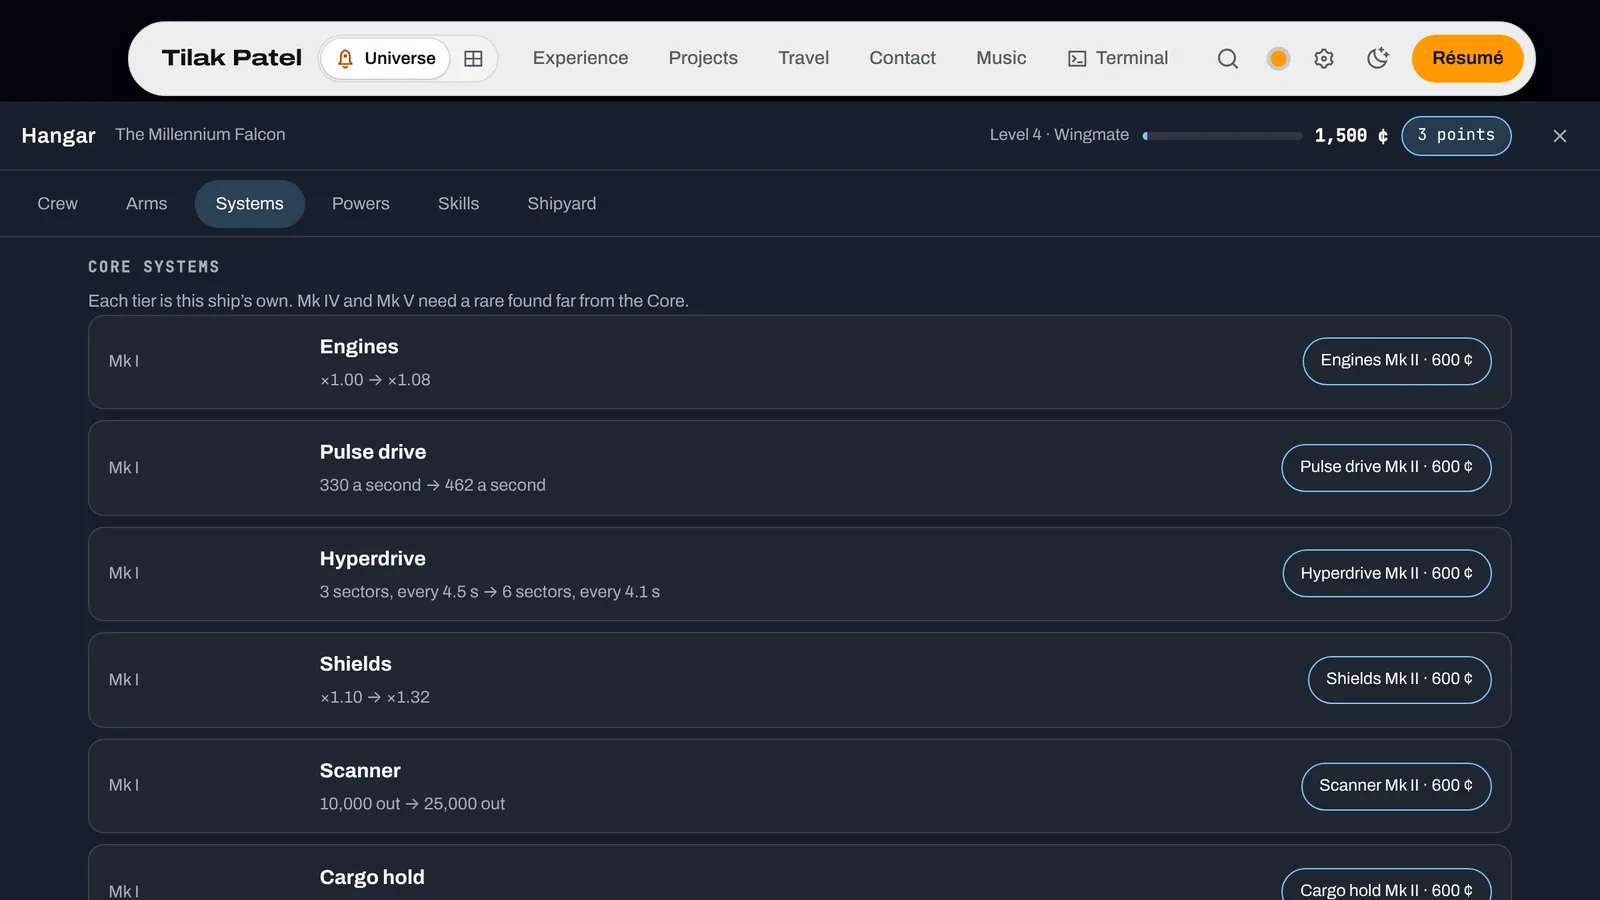 Tilak Patel
Universe
Experience
Projects
Travel
Contact
Music
Terminal
Résumé
Hangar
The Millennium Falcon
Level 4 · Wingmate
1,500 ¢
3 points
Crew
Arms
Systems
Powers
Skills
Shipyard
CORE SYSTEMS
Each tier is this ship’s own. Mk IV and Mk V need a rare found far from the Core.
Mk I
Engines
×1.00 → ×1.08
Engines Mk II · 600 ¢
Mk I
Pulse drive
330 a second → 462 a second
Pulse drive Mk II · 600 ¢
Mk I
Hyperdrive
3 sectors, every 4.5 s → 6 sectors, every 4.1 s
Hyperdrive Mk II · 600 ¢
Mk I
Shields
×1.10 → ×1.32
Shields Mk II · 600 ¢
Mk I
Scanner
10,000 out → 25,000 out
Scanner Mk II · 600 ¢
Mk I
Cargo hold
Cargo hold Mk II · 600 ¢